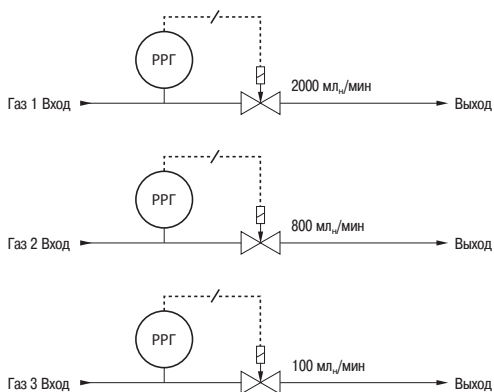 РРГ
2000 млн/мин
Газ 1 Вход
Выход
РРГ
800 млн/мин
Газ 2 Вход
Выход
РРГ
100 млн/мин
Газ 3 Вход
Выход